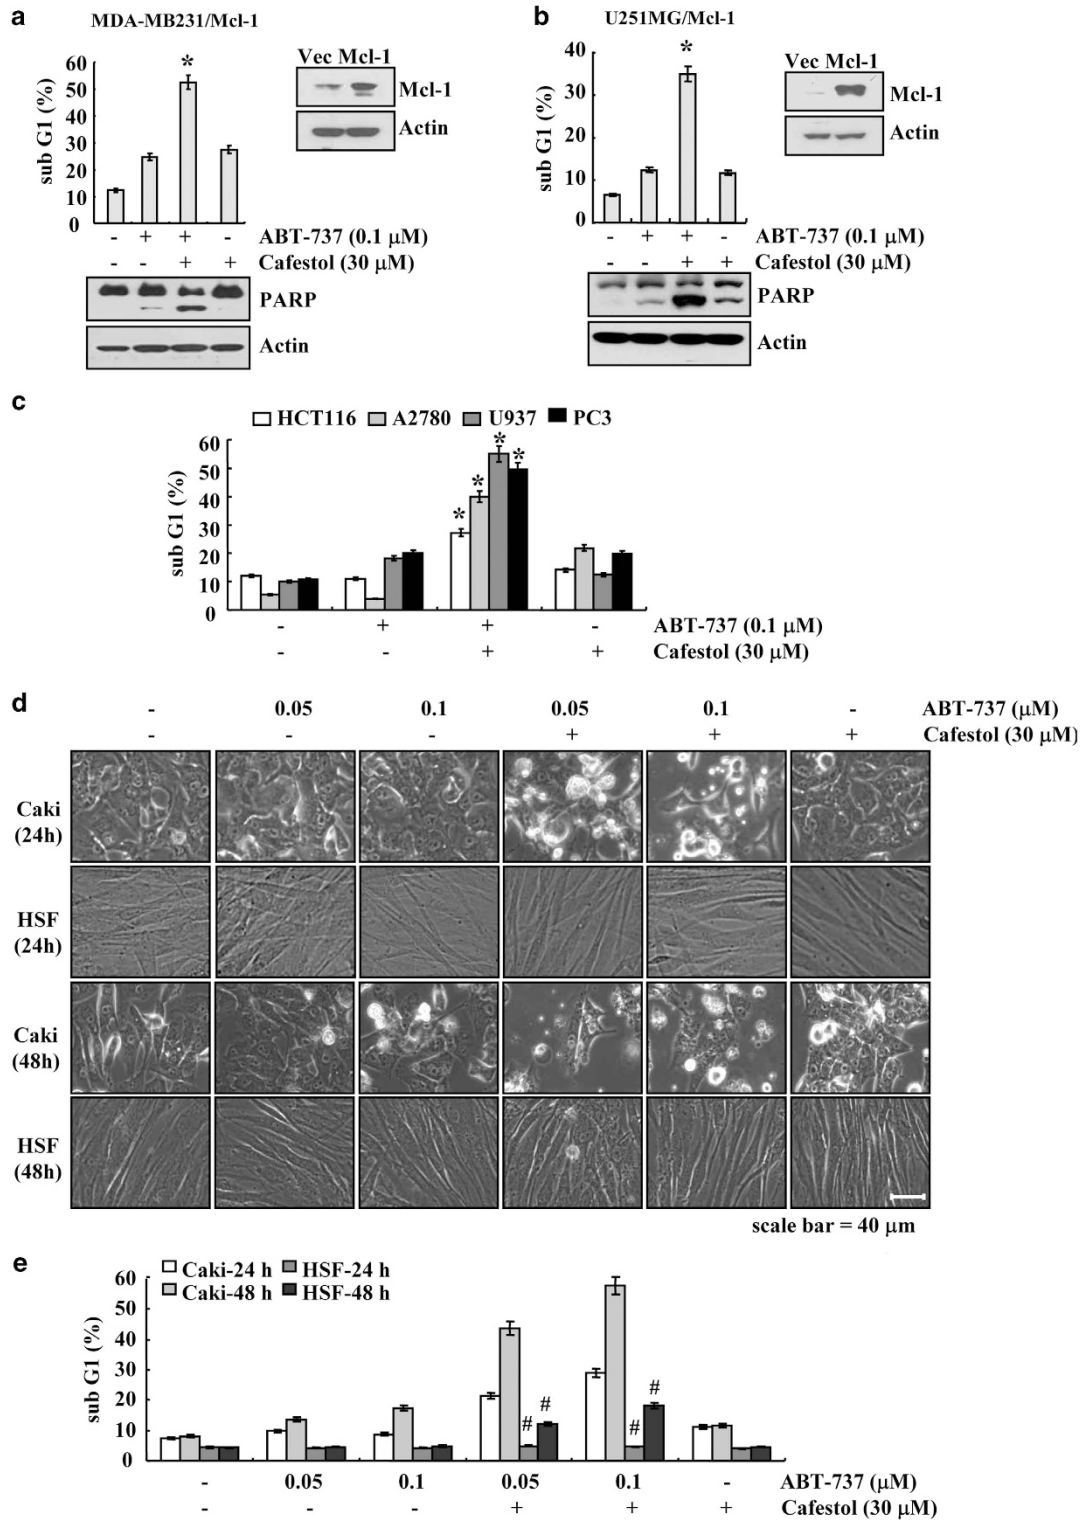 a
MDA-MB231/Mcl-1
60
50
40
30
20
10
0
sub G1 (%)
*
Vec Mcl-1
Mcl-1
Actin
- + + - ABT-737 (0.1 μM)
- - + + Cafestol (30 μM)
PARP
Actin
b
U251MG/Mcl-1
40
30
20
10
0
sub G1 (%)
*
Vec Mcl-1
Mcl-1
Actin
- + + - ABT-737 (0.1 μM)
- - + + Cafestol (30 μM)
PARP
Actin
c
HCT116 A2780 U937 PC3
60
50
40
30
20
10
0
sub G1 (%)
* * * *
- + + - ABT-737 (0.1 μM)
- - + + Cafestol (30 μM)
d
- 0.05 0.1 0.05 0.1 - ABT-737 (μM)
- - - + + + Cafestol (30 μM)
Caki
(24h)
HSF
(24h)
Caki
(48h)
HSF
(48h)
scale bar = 40 μm
e
Caki-24 h HSF-24 h
Caki-48 h HSF-48 h
60
50
40
30
20
10
0
sub G1 (%)
# # # #
- 0.05 0.1 0.05 0.1 - ABT-737 (μM)
- - - + + + Cafestol (30 μM)